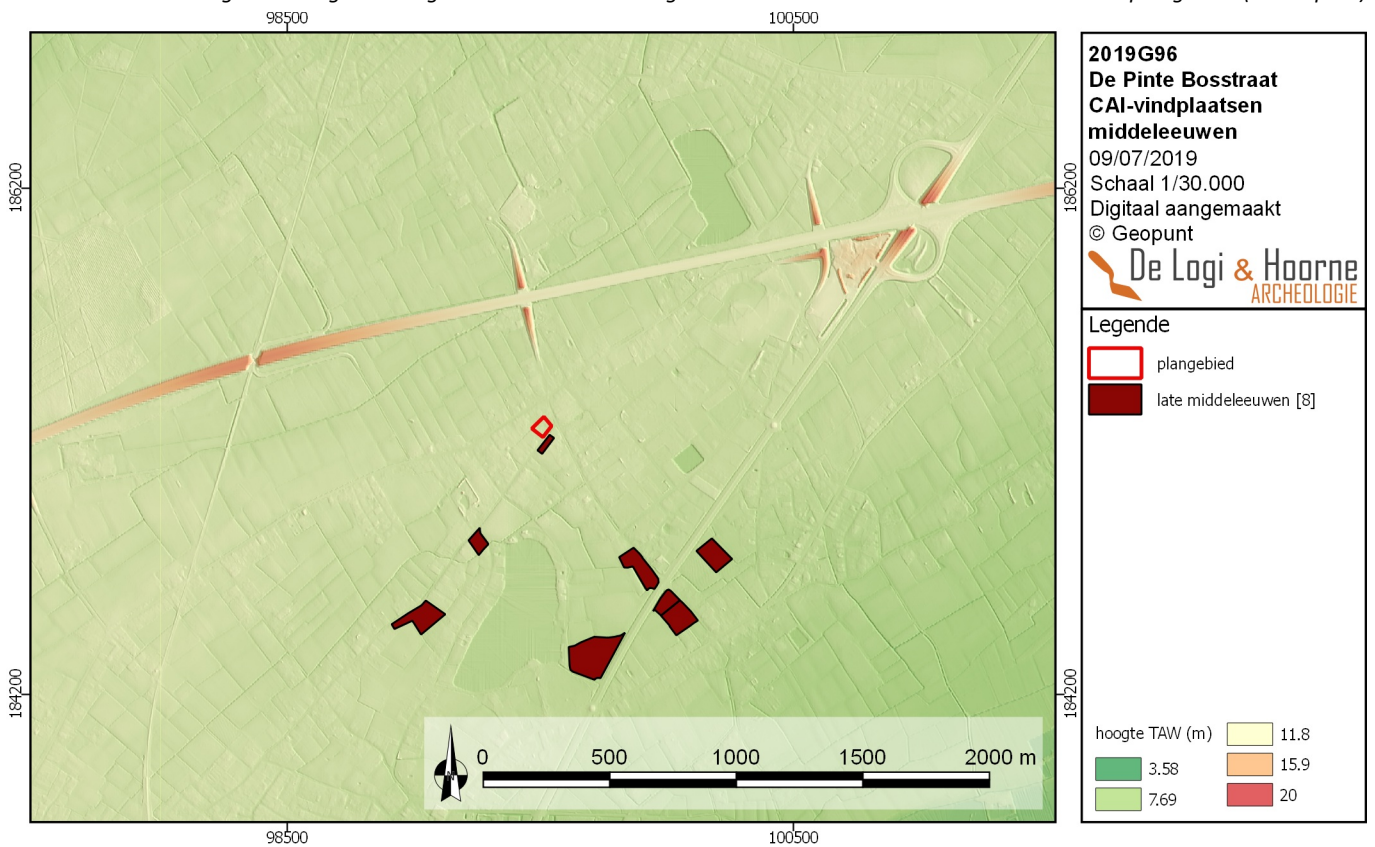 98500 100500
186200
184200
186200
184200
98500 100500
0 500 1000 1500 2000 m
N
2019G96
De Pinte Bosstraat
CAI-vindplaatsen
middeleeuwen
09/07/2019
Schaal 1/30.000
Digitaal aangemaakt
© Geopunt
De Logi & Hoorne
ARCHEOLOGIE
Legende
plangebied
late middeleeuwen [8]
hoogte TAW (m)
3.58
7.69
11.8
15.9
20